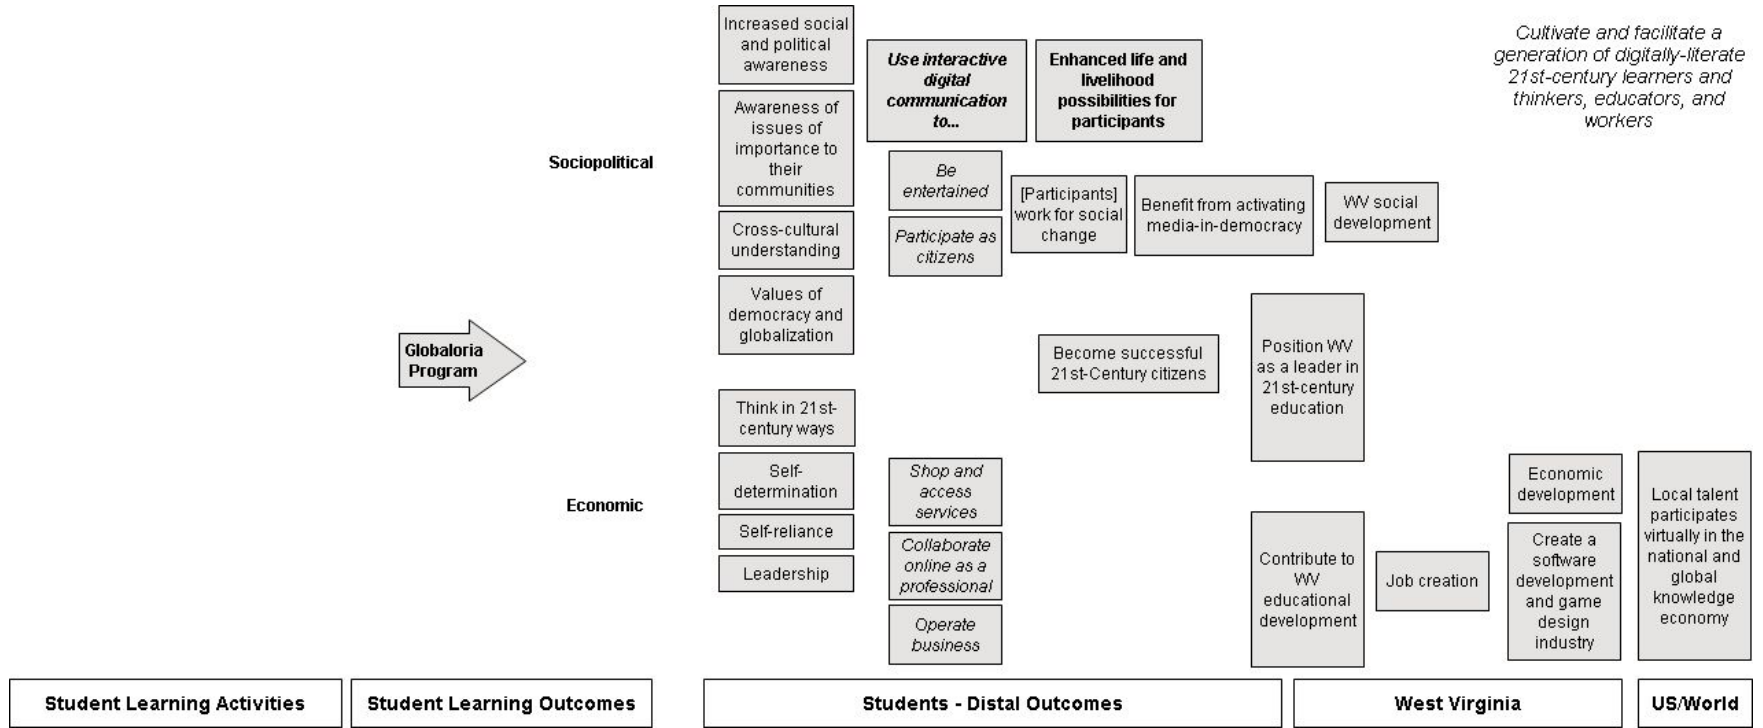 Increased social
and political
awareness
Awareness of
issues of
importance to
their
communities
Cross-cultural
understanding
Values of
democracy and
globalization
Use interactive
digital
communication
to...
Enhanced life and
livelihood
possibilities for
participants
Cultivate and facilitate a
generation of digitally-literate
21st-century learners and
thinkers, educators, and
workers
Sociopolitical
Be
entertained
Participate as
citizens
[Participants]
work for social
change
Benefit from activating
media-in-democracy
WV social
development
Globaloria
Program
Become successful
21st-Century citizens
Position WV
as a leader in
21st-century
education
Think in 21st-
century ways
Self-
determination
Self-reliance
Leadership
Economic
Shop and
access
services
Collaborate
online as a
professional
Operate
business
Contribute to
WV
educational
development
Job creation
Economic
development
Create a
software
development
and game
design
industry
Local talent
participates
virtually in the
national and
global
knowledge
economy
Student Learning Activities
Student Learning Outcomes
Students - Distal Outcomes
West Virginia
US/World